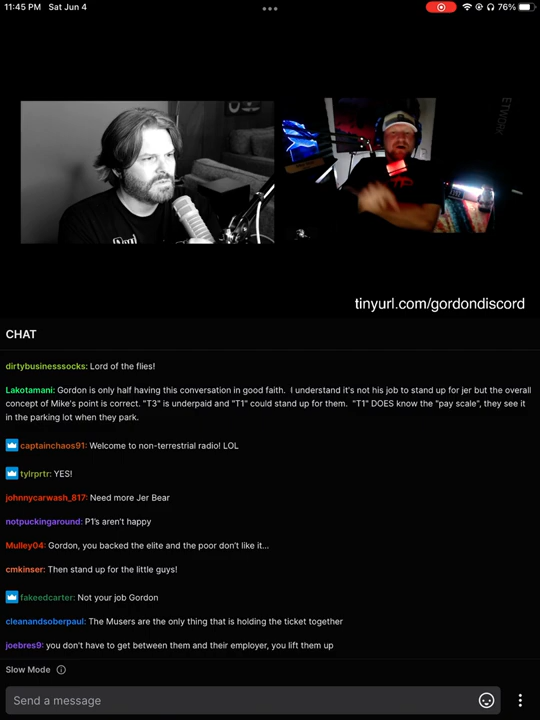 11:45 PM Sat Jun 4
76%
ETWORK
tinyurl.com/gordondiscord
CHAT
dirtybusinesssocks: Lord of the flies!
Lakotamani: Gordon is only half having this conversation in good faith. I understand it's not his job to stand up for jer but the overall
concept of Mike's point is correct. "T3" is underpaid and "T1" could stand up for them. "T1" DOES know the "pay scale", they see it
in the parking lot when they park.
captainchaos91: Welcome to non-terrestrial radio! LOL
tylrprtr: YES!
johnnycarwash_817: Need more Jer Bear
notpuckingaround: P1's aren't happy
Mulley04: Gordon, you backed the elite and the poor don't like it...
cmkinser: Then stand up for the little guys!
fakeedcarter: Not your job Gordon
cleanandsoberpaul: The Musers are the only thing that is holding the ticket together
joebres9: you don't have to get between them and their employer, you lift them up
Slow Mode
Send a message